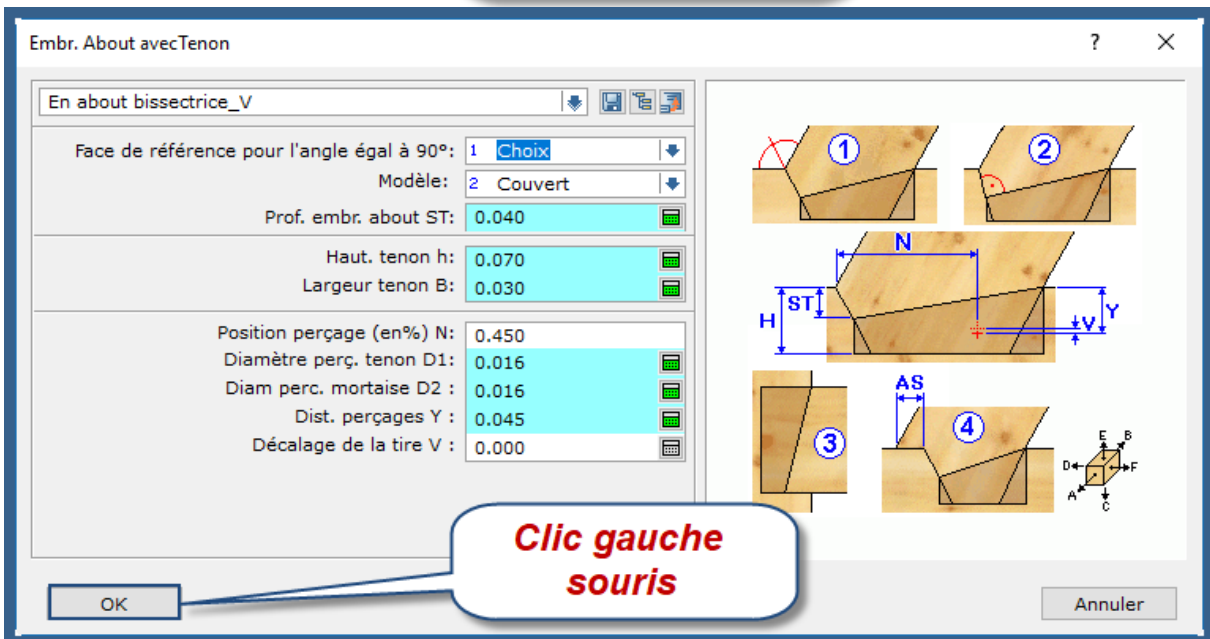 Embr. About avecTenon ? ×
En about bissectrice_V
Face de référence pour l'angle égal à 90°: 1 Choix
Modèle: 2 Couvert
Prof. embr. about ST: 0.040
Haut. tenon h: 0.070
Largeur tenon B: 0.030
Position perçage (en%) N: 0.450
Diamètre perç. tenon D1: 0.016
Diam perc. mortaise D2 : 0.016
Dist. perçages Y : 0.045
Décalage de la tire V : 0.000
1 2
N
ST
H
Y
V
AS
3 4
E B
D F
A C
Clic gauche
souris
OK
Annuler